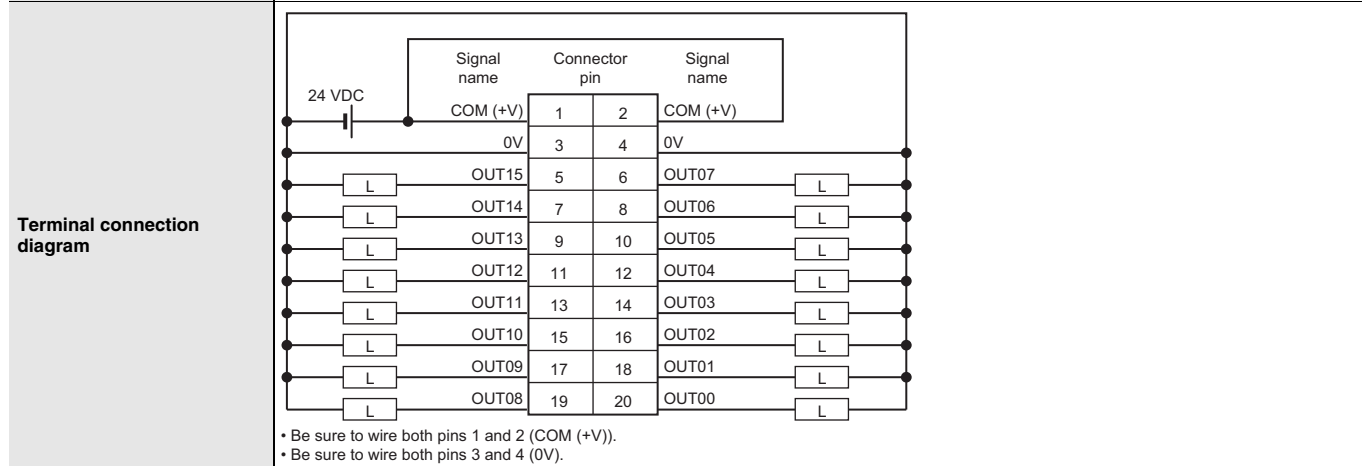 Terminal connection
diagram
Signal name Connector pin Signal name
24 VDC
COM (+V) 1 2 COM (+V)
0V 3 4 0V
L OUT15 5 6 OUT07 L
L OUT14 7 8 OUT06 L
L OUT13 9 10 OUT05 L
L OUT12 11 12 OUT04 L
L OUT11 13 14 OUT03 L
L OUT10 15 16 OUT02 L
L OUT09 17 18 OUT01 L
L OUT08 19 20 OUT00 L
• Be sure to wire both pins 1 and 2 (COM (+V)).
• Be sure to wire both pins 3 and 4 (0V).